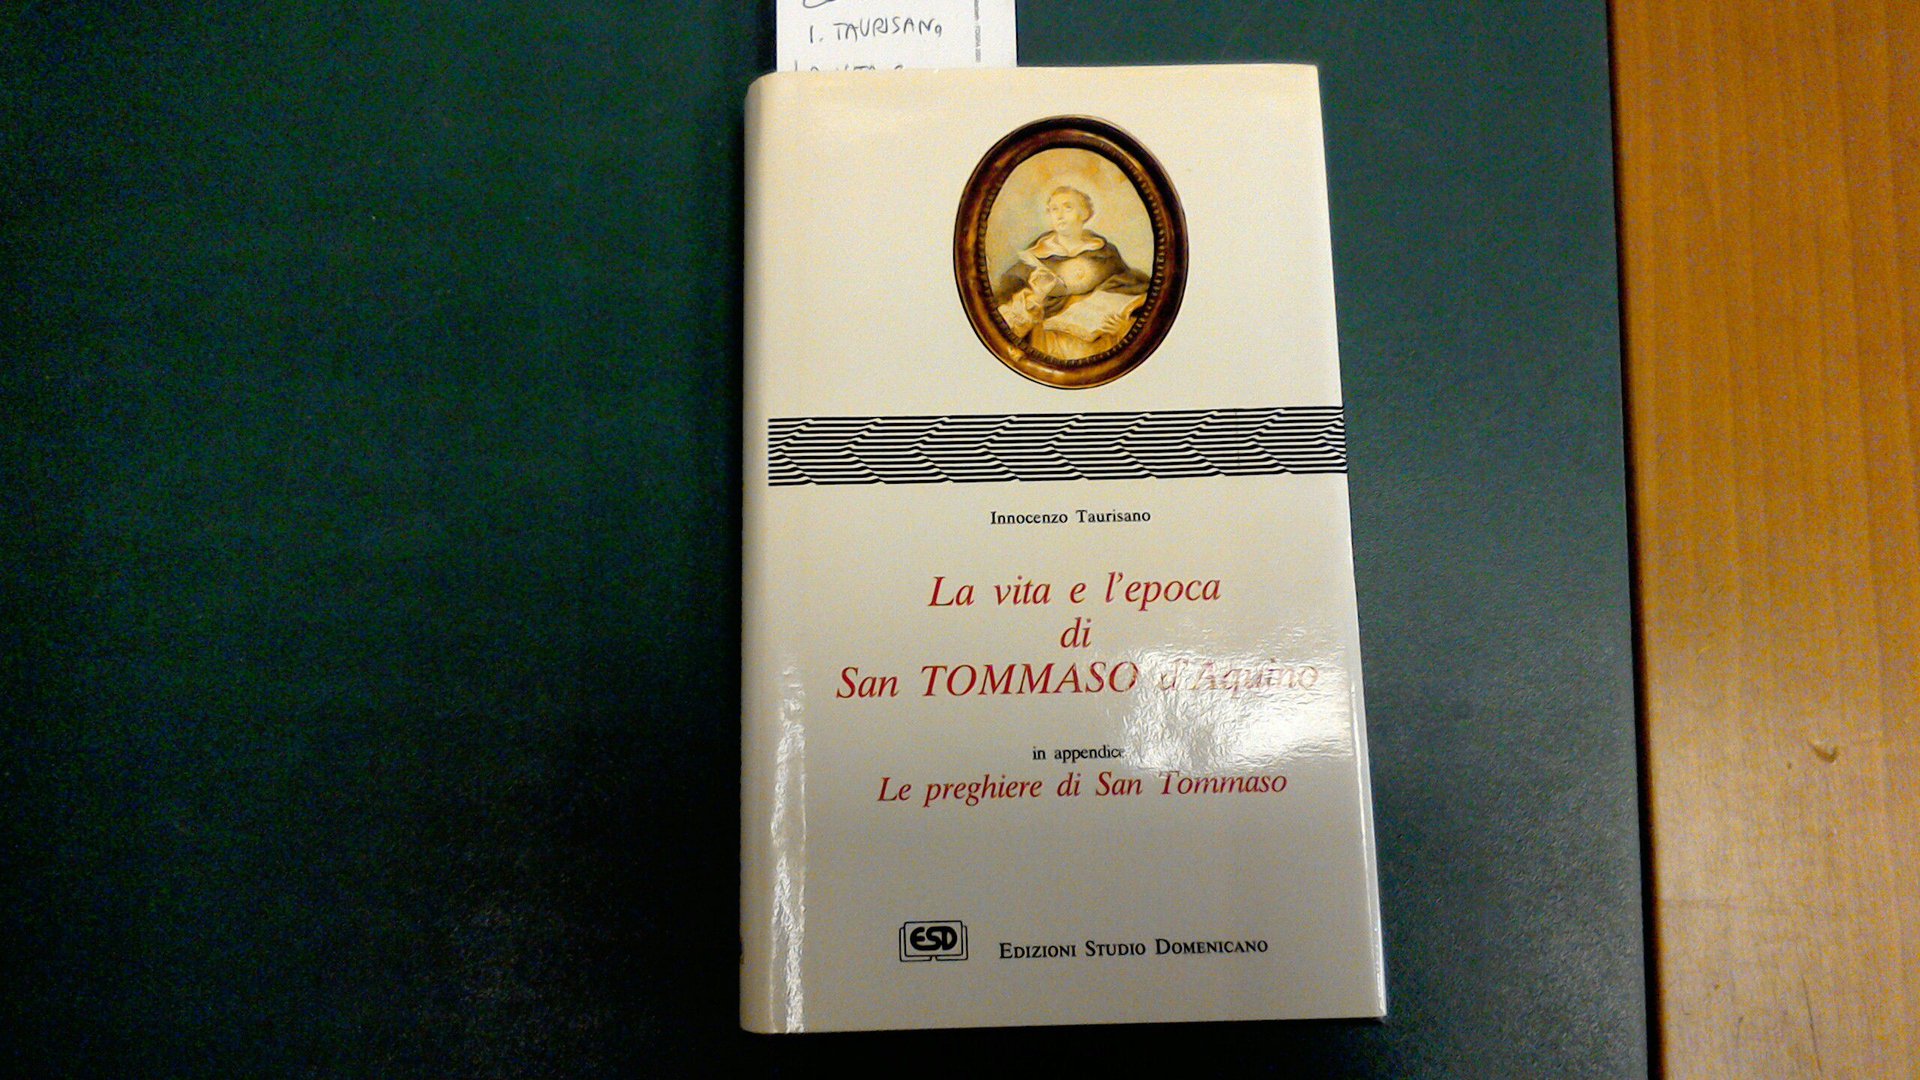 I. TAURISANO
Innocenzo Taurisano
La vita e l'epoca
di
San TOMMASO d'Aquino
in appendice
Le preghiere di San Tommaso
ESD
EDIZIONI STUDIO DOMENICANO